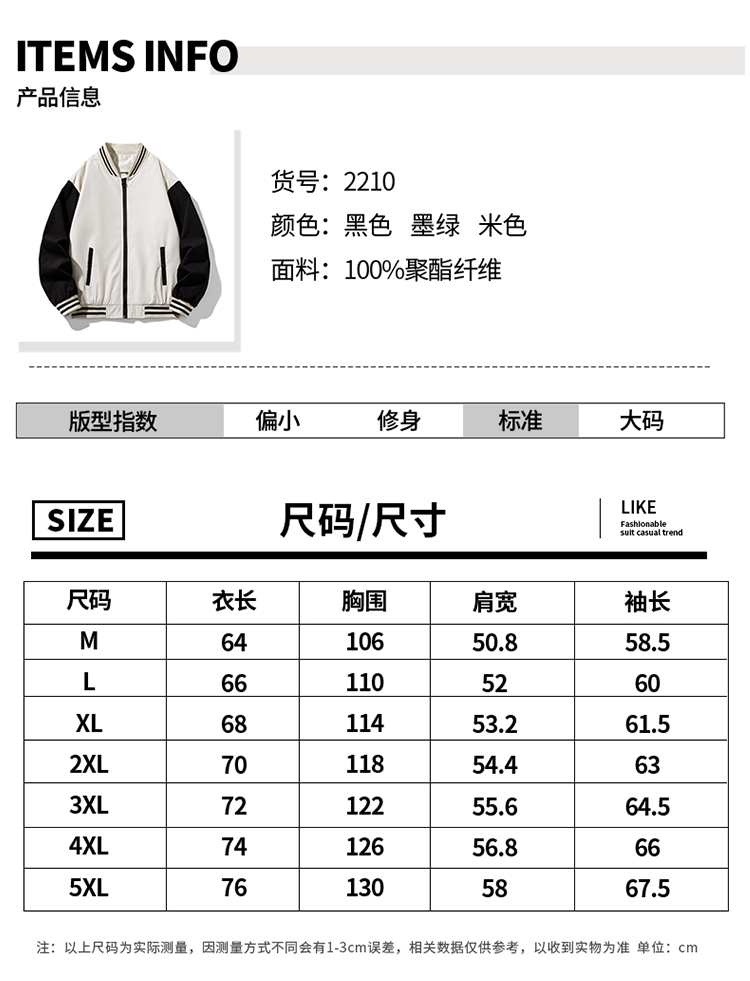 ITEMS INFO
产品信息
货号：2210
颜色：黑色 墨绿 米色
面料：100%聚酯纤维
版型指数 偏小 修身 标准 大码
SIZE 尺码/尺寸 LIKE
Fashionable
suit casual trend
尺码 衣长 胸围 肩宽 袖长
M 64 106 50.8 58.5
L 66 110 52 60
XL 68 114 53.2 61.5
2XL 70 118 54.4 63
3XL 72 122 55.6 64.5
4XL 74 126 56.8 66
5XL 76 130 58 67.5
注：以上尺码为实际测量，因测量方式不同会有1-3cm误差，相关数据仅供参考，以收到实物为准 单位：cm